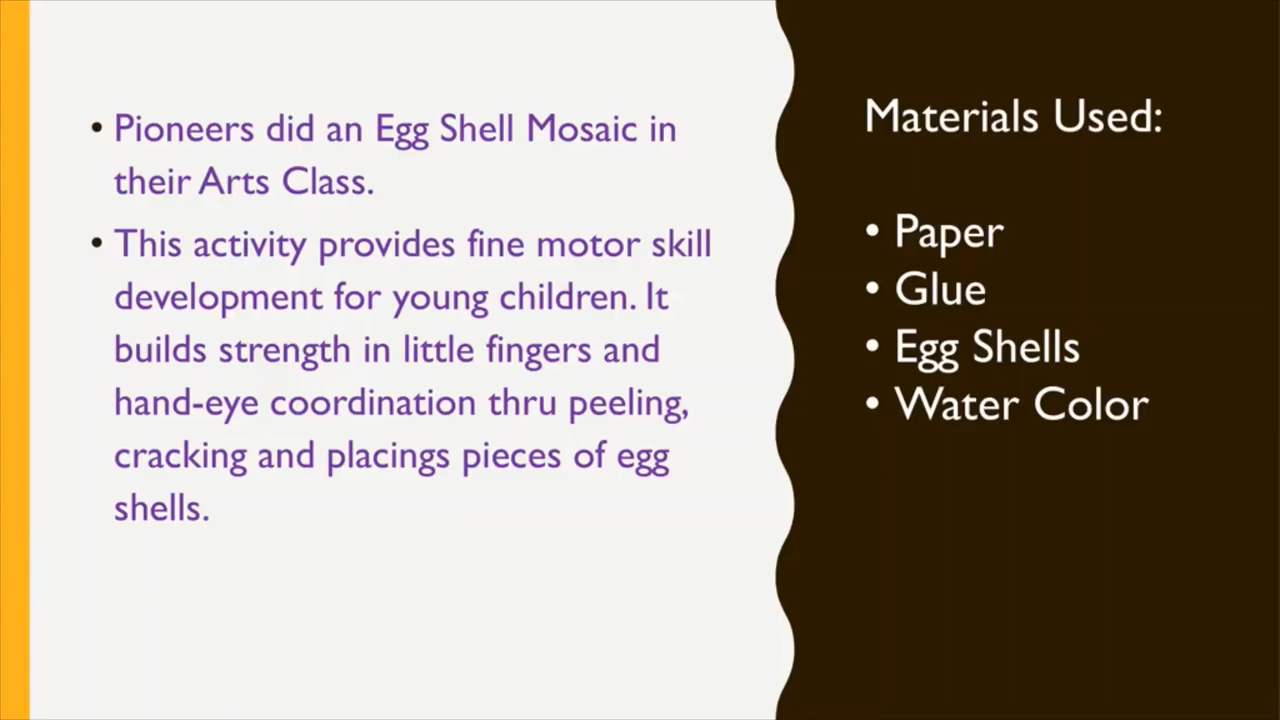 • Pioneers did an Egg Shell Mosaic in
their Arts Class.
• This activity provides fine motor skill
development for young children. It
builds strength in little fingers and
hand-eye coordination thru peeling,
cracking and placings pieces of egg
shells.
Materials Used:
• Paper
• Glue
• Egg Shells
• Water Color